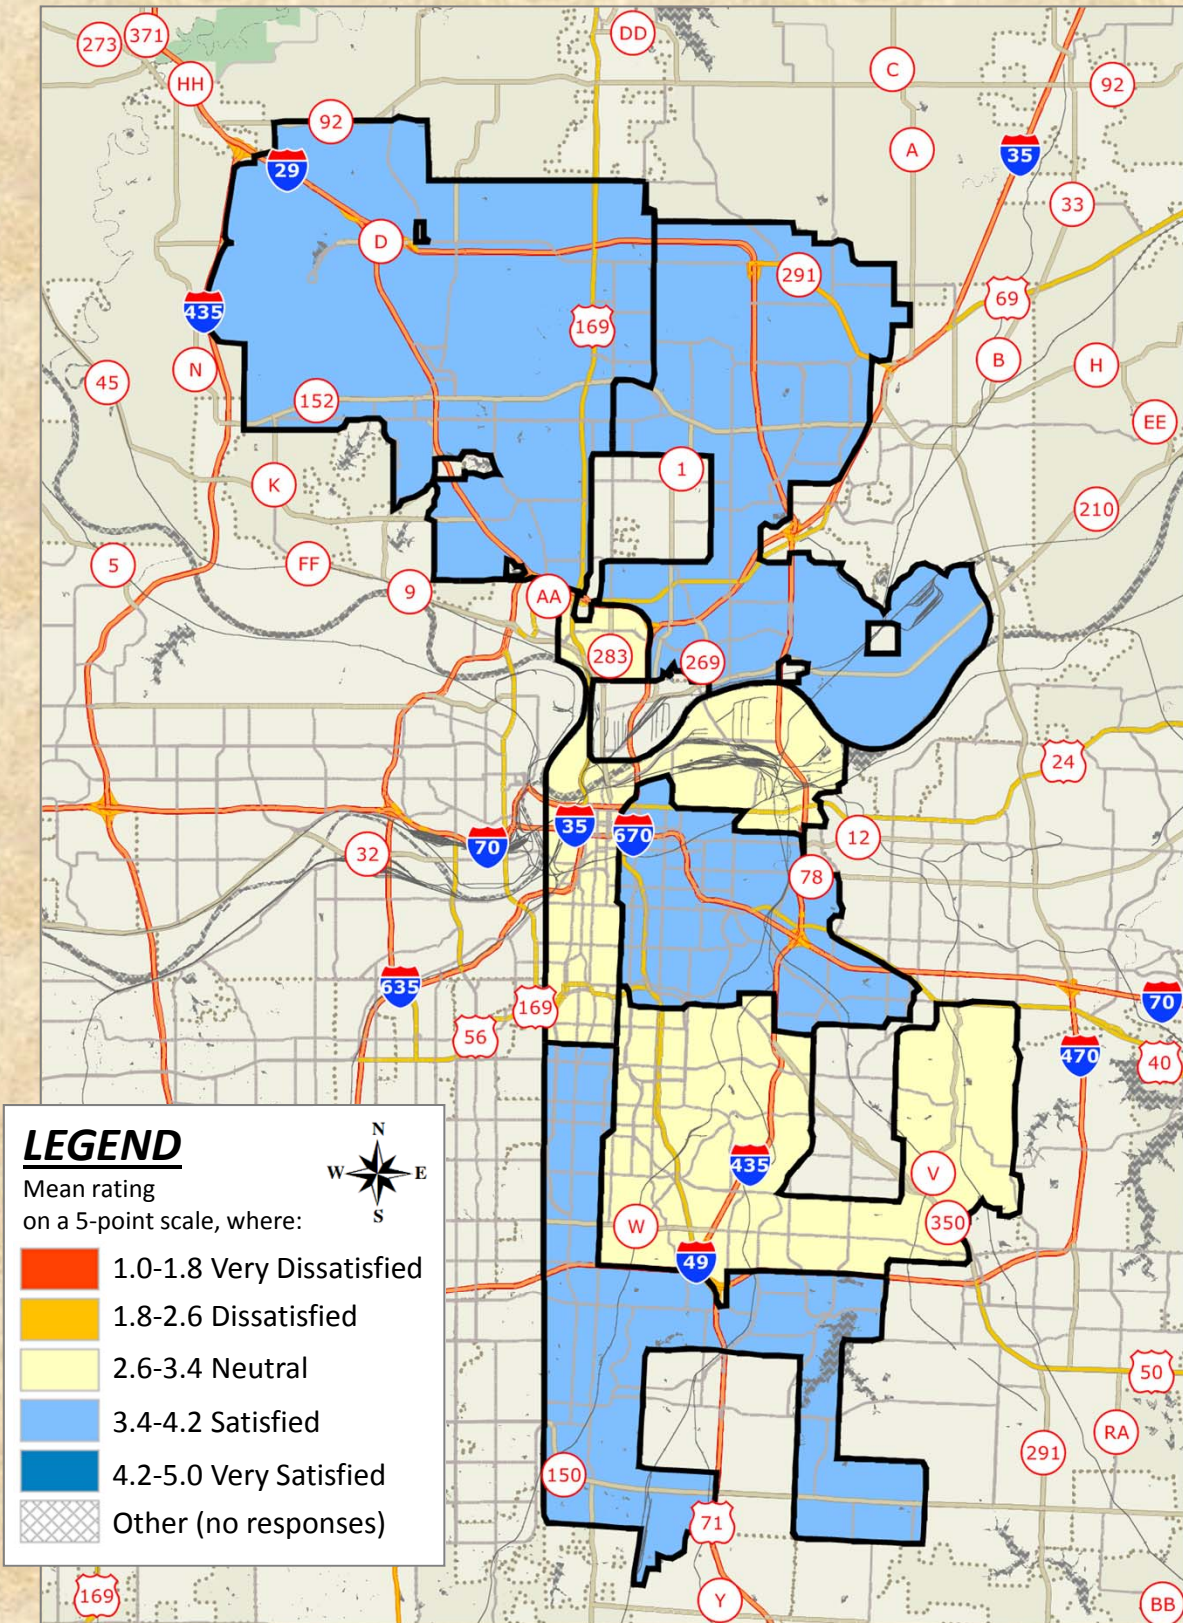 273
371
DD
C
HH
92
92
A
35
29
33
D
291
435
69
169
N
B
H
45
152
EE
1
K
210
5
FF
9
AA
283
269
24
35
670
70
12
32
78
635
70
169
56
470
40
435
V
W
350
49
50
RA
291
150
71
Y
169
BB
LEGEND
N
W
E
S
Mean rating
on a 5-point scale, where:
1.0-1.8 Very Dissatisfied
1.8-2.6 Dissatisfied
2.6-3.4 Neutral
3.4-4.2 Satisfied
4.2-5.0 Very Satisfied
Other (no responses)